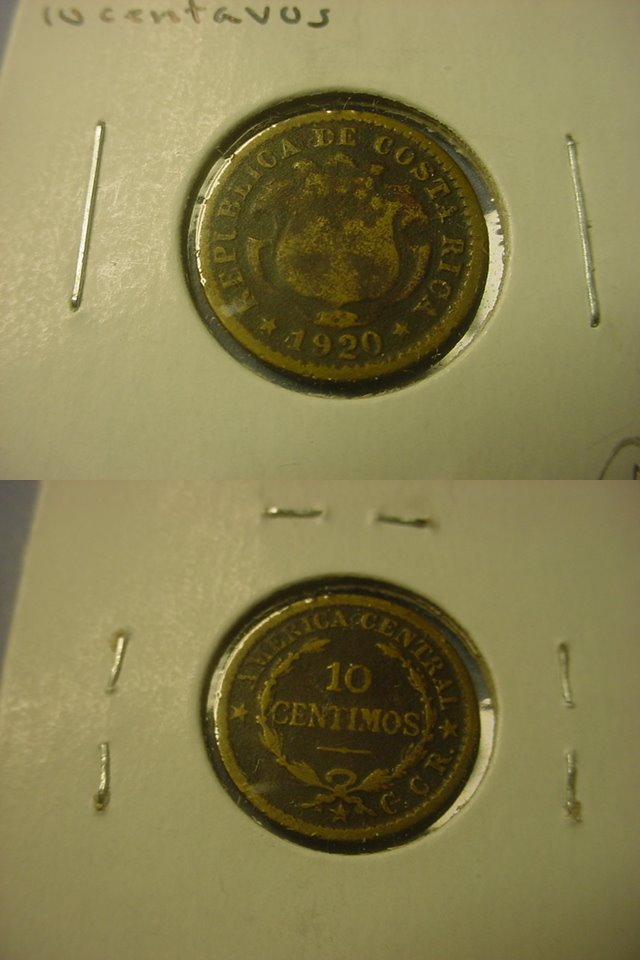 10 centavos
REPUBLICA DE COSTA RICA
★ 1920 ★
AMERICA CENTRAL
10
CENTIMOS
★ G. C. R. ★